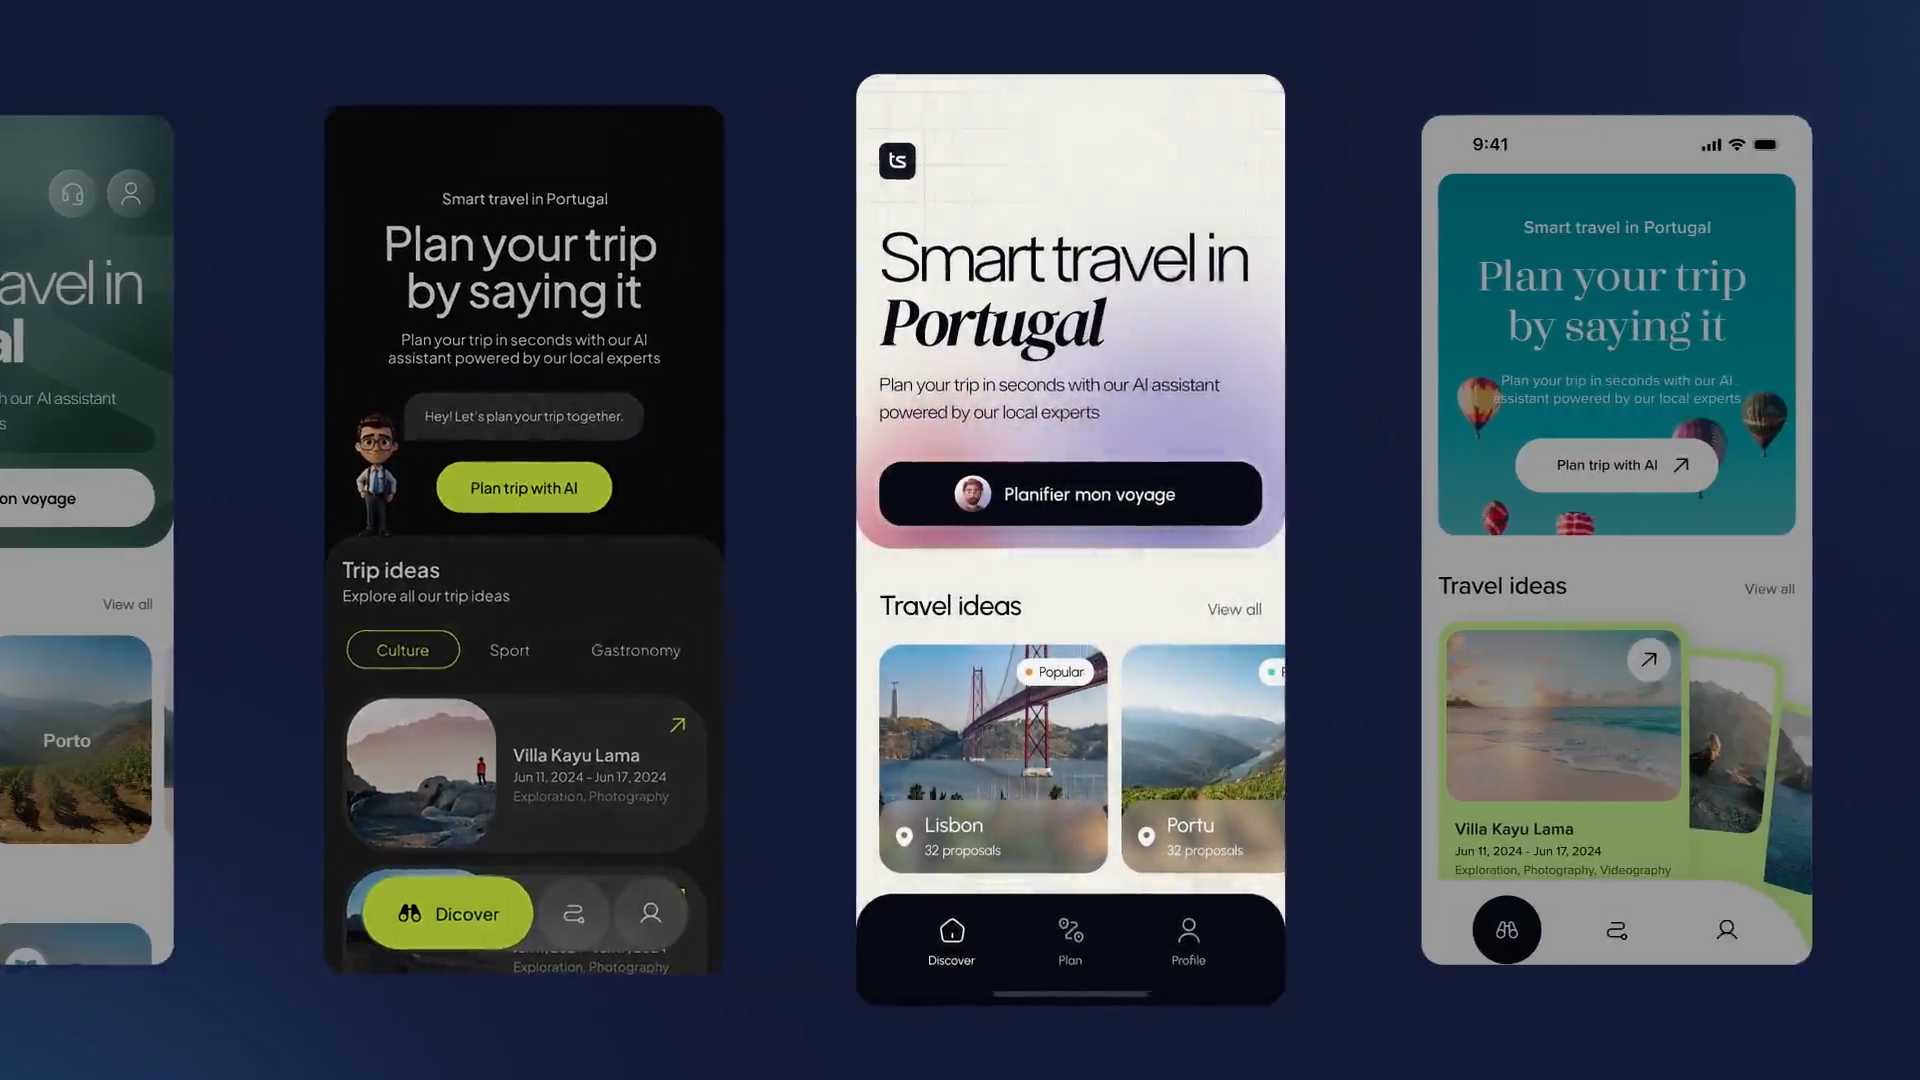 avel in
al
h our AI assistant
s
on voyage
View all
Porto
Smart travel in Portugal
Plan your trip
by saying it
Plan your trip in seconds with our AI
assistant powered by our local experts
Hey! Let's plan your trip together.
Plan trip with AI
Trip ideas
Explore all our trip ideas
Culture
Sport
Gastronomy
Villa Kayu Lama
Jun 11, 2024 - Jun 17, 2024
Exploration, Photography
Dicover
Exploration, Photography
ts
Smart travel in
Portugal
Plan your trip in seconds with our AI assistant
powered by our local experts
Planifier mon voyage
Travel ideas
View all
Popular
Lisbon
32 proposals
Portu
32 proposals
Discover
Plan
Profile
9:41
Smart travel in Portugal
Plan your trip
by saying it
Plan your trip in seconds with our AI
assistant powered by our local experts
Plan trip with AI
Travel ideas
View all
Villa Kayu Lama
Jun 11, 2024 - Jun 17, 2024
Exploration, Photography, Videography